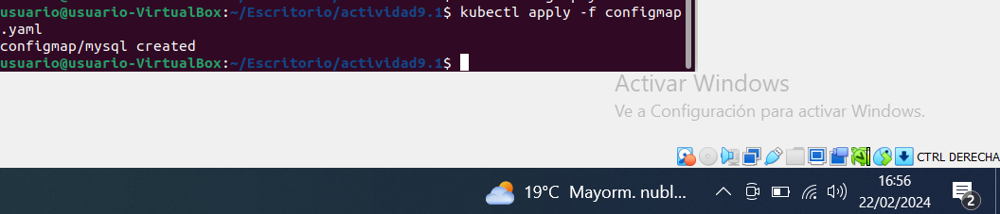 usuario@usuario-VirtualBox:~/Escritorio/actividad9.1$ kubectl apply -f configmap
.yaml
configmap/mysql created
usuario@usuario-VirtualBox:~/Escritorio/actividad9.1$
Activar Windows
Ve a Configuración para activar Windows.
CTRL DERECHA
19°C Mayorm. nubl...
16:56
22/02/2024
2